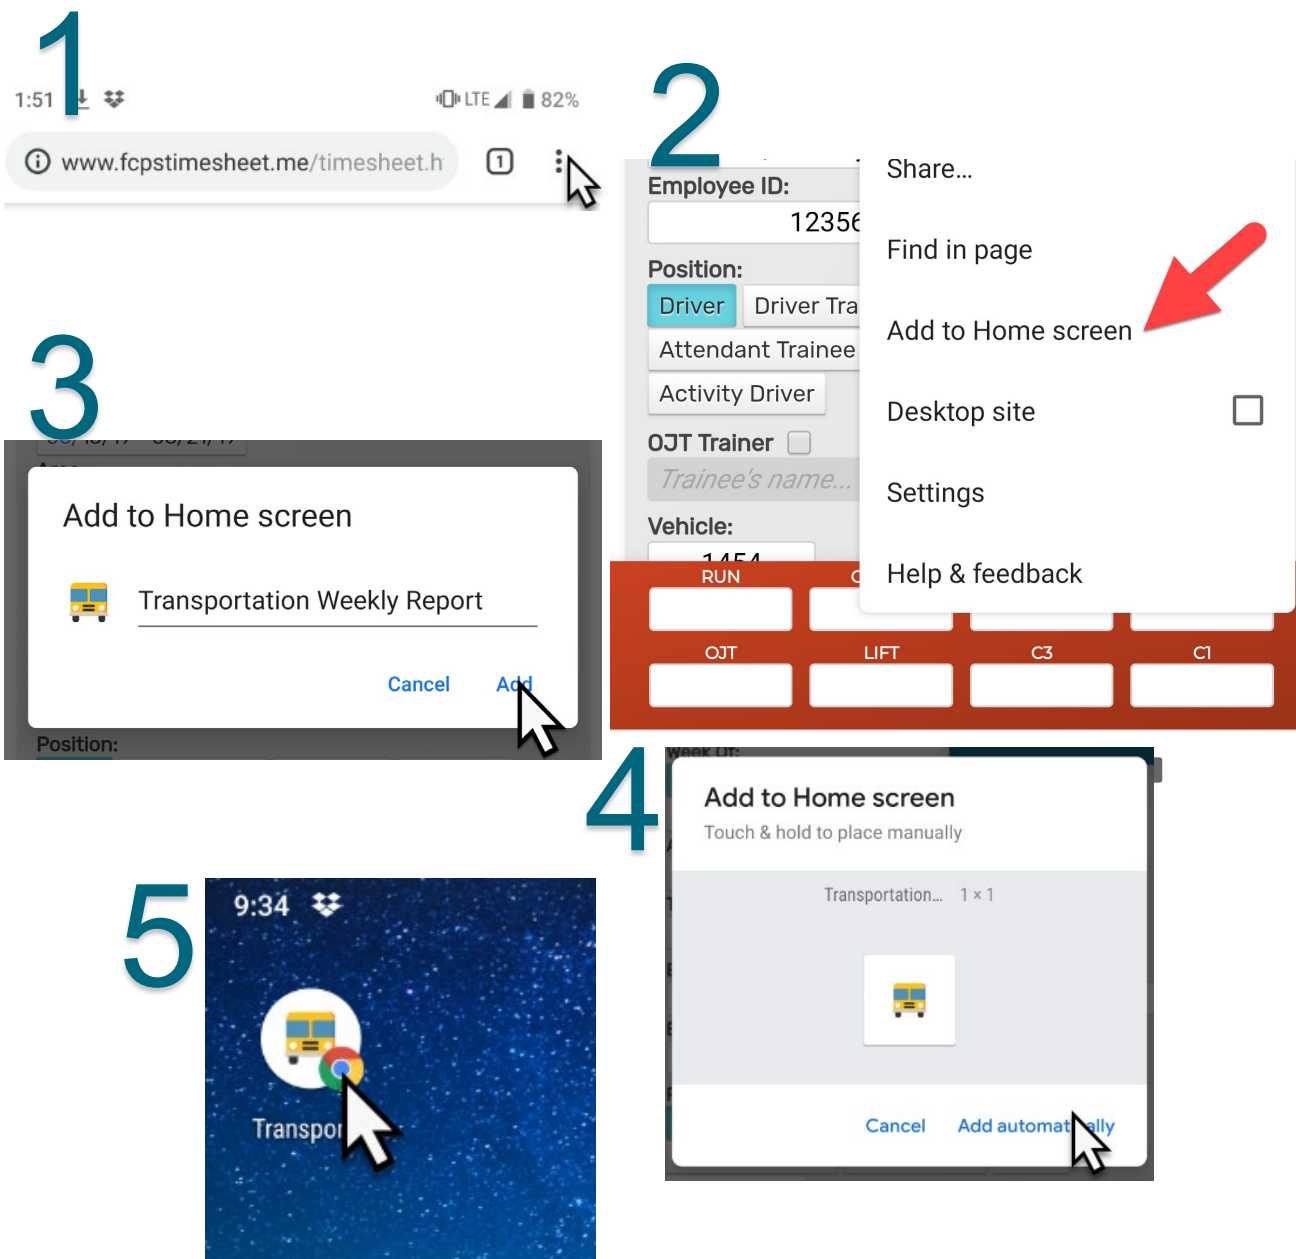 1
1:51
LTE
82%
www.fcpstimesheet.me/timesheet.h
1
2
Employee ID:
12356
Position:
Driver
Driver Tra
Attendant Trainee
Activity Driver
OJT Trainer
Trainee's name...
Vehicle:
1454
Share...
Find in page
Add to Home screen
Desktop site
Settings
Help & feedback
RUN
OJT
LIFT
C3
C1
3
Add to Home screen
Transportation Weekly Report
Cancel
Add
Position:
4
Week Of:
Add to Home screen
Touch & hold to place manually
Transportation... 1 × 1
Cancel
Add automatically
5
9:34
Transpor